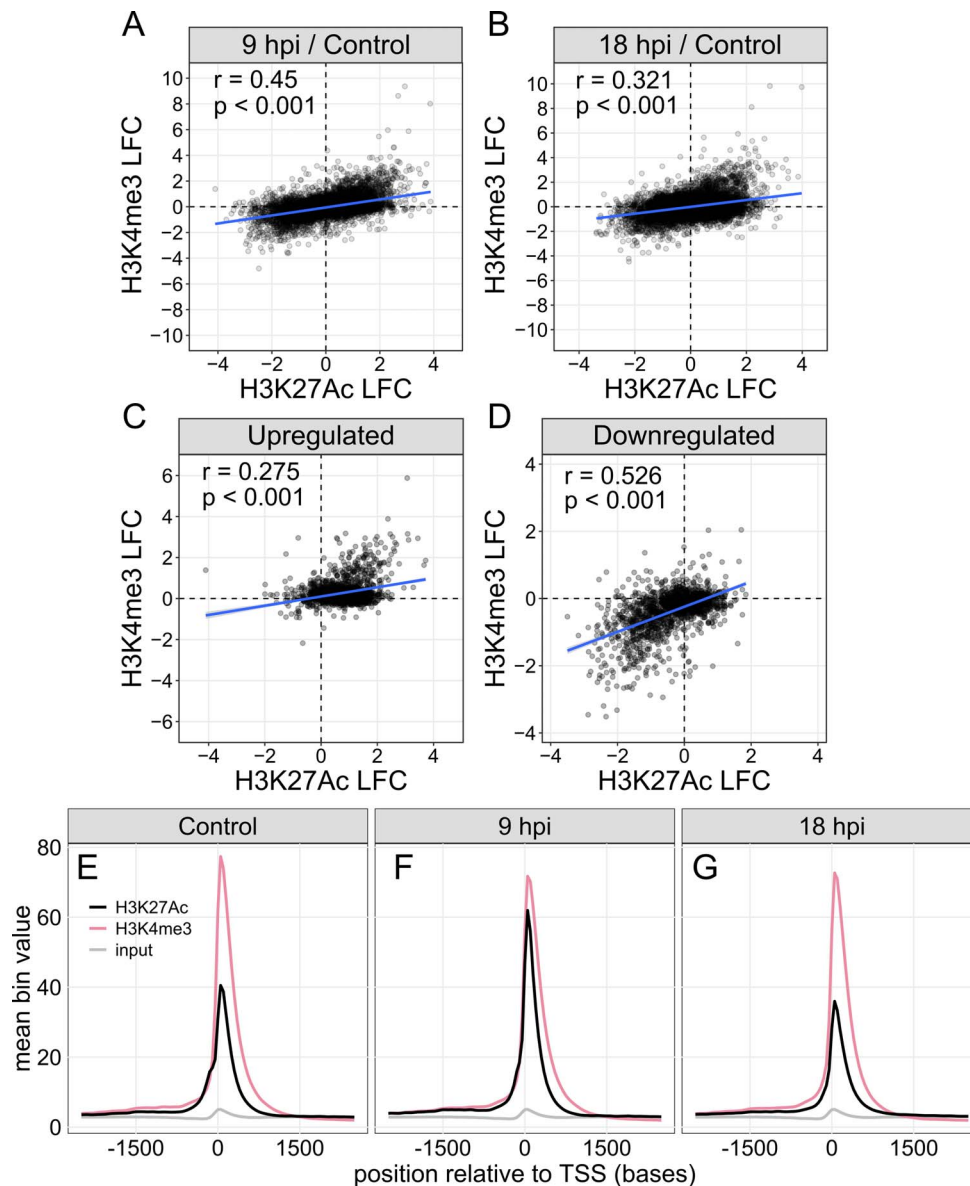 A
9 hpi / Control
r = 0.45
p < 0.001
H3K4me3 LFC
10
8
6
4
2
0
−2
−4
−6
−8
−10
−4
−2
0
2
4
H3K27Ac LFC
B
18 hpi / Control
r = 0.321
p < 0.001
H3K4me3 LFC
10
8
6
4
2
0
−2
−4
−6
−8
−10
−4
−2
0
2
4
H3K27Ac LFC
C
Upregulated
r = 0.275
p < 0.001
H3K4me3 LFC
6
4
2
0
−2
−4
−6
−4
−2
0
2
4
H3K27Ac LFC
D
Downregulated
r = 0.526
p < 0.001
H3K4me3 LFC
4
2
0
−2
−4
−4
−2
0
2
4
H3K27Ac LFC
Control
9 hpi
18 hpi
E
F
G
H3K27Ac
H3K4me3
input
mean bin value
80
60
40
20
0
-1500
0
1500
-1500
0
1500
-1500
0
1500
position relative to TSS (bases)